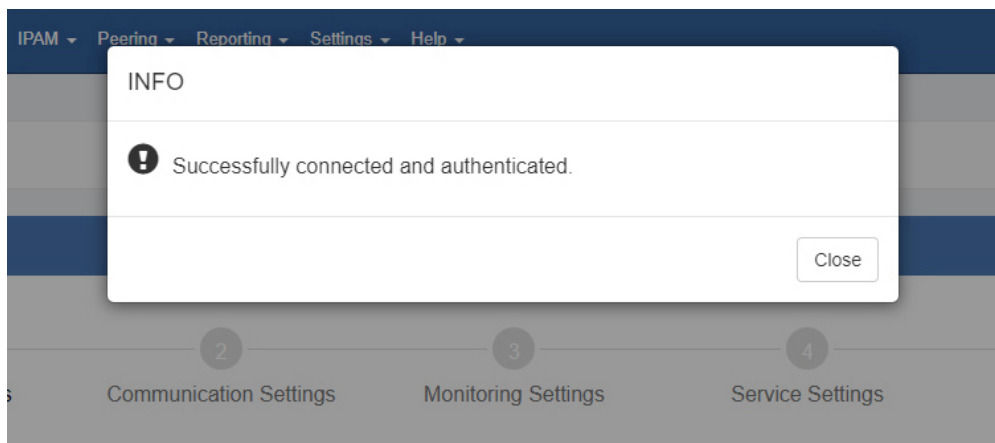 IPAM Peering Reporting Settings Help
INFO
Successfully connected and authenticated.
Close
2 3 4
s Communication Settings Monitoring Settings Service Settings